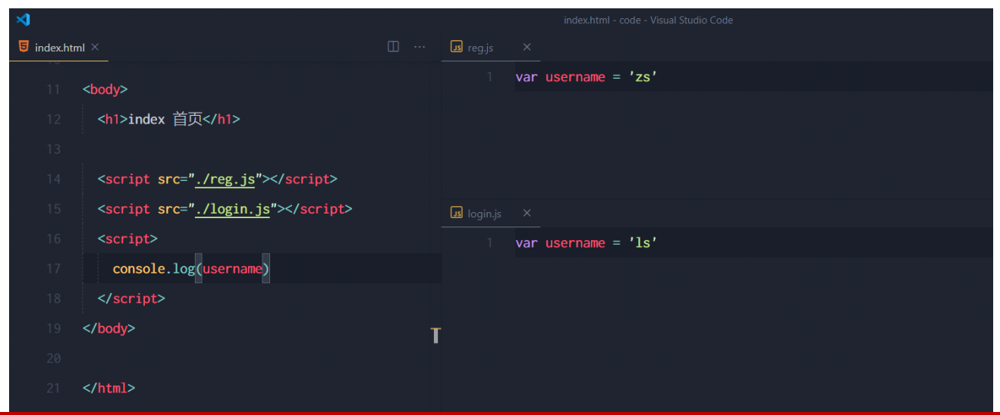 index.html - code - Visual Studio Code
index.html
11 <body>
12 <h1>index 首页</h1>
13
14 <script src="./reg.js"></script>
15 <script src="./login.js"></script>
16 <script>
17 console.log(username)
18 </script>
19 </body>
20
21 </html>
reg.js
1 var username = 'zs'
login.js
1 var username = 'ls'